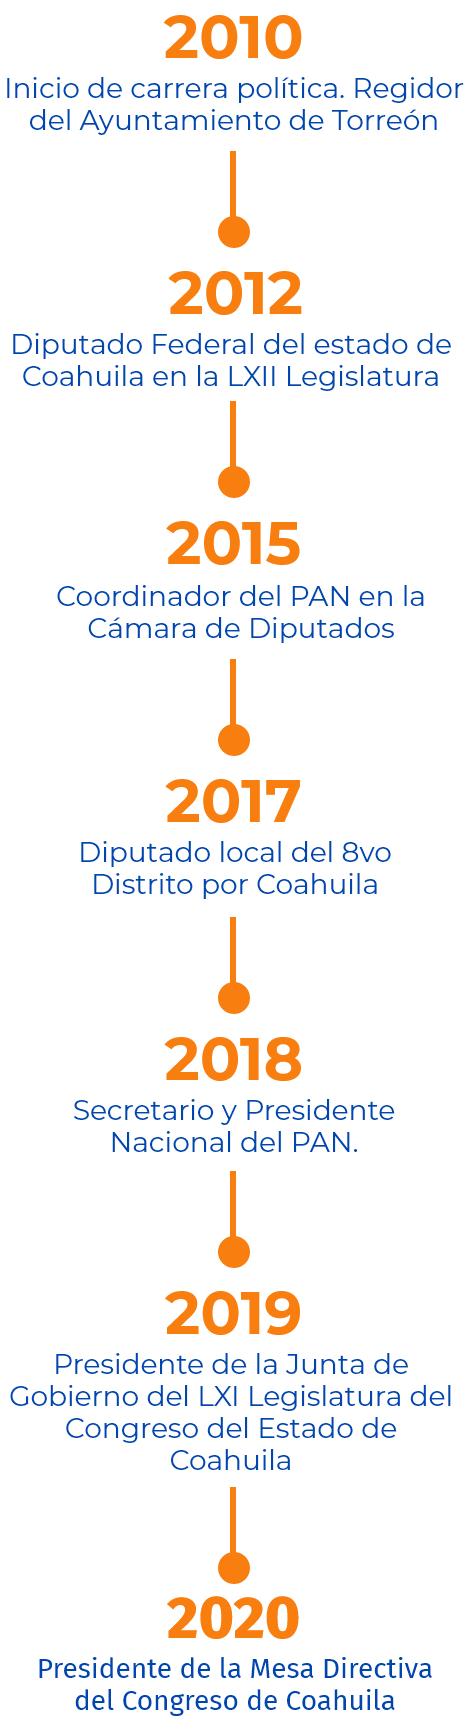 2010
Inicio de carrera política. Regidor
del Ayuntamiento de Torreón
2012
Diputado Federal del estado de
Coahuila en la LXII Legislatura
2015
Coordinador del PAN en la
Cámara de Diputados
2017
Diputado local del 8vo
Distrito por Coahuila
2018
Secretario y Presidente
Nacional del PAN.
2019
Presidente de la Junta de
Gobierno del LXI Legislatura del
Congreso del Estado de
Coahuila
2020
Presidente de la Mesa Directiva
del Congreso de Coahuila